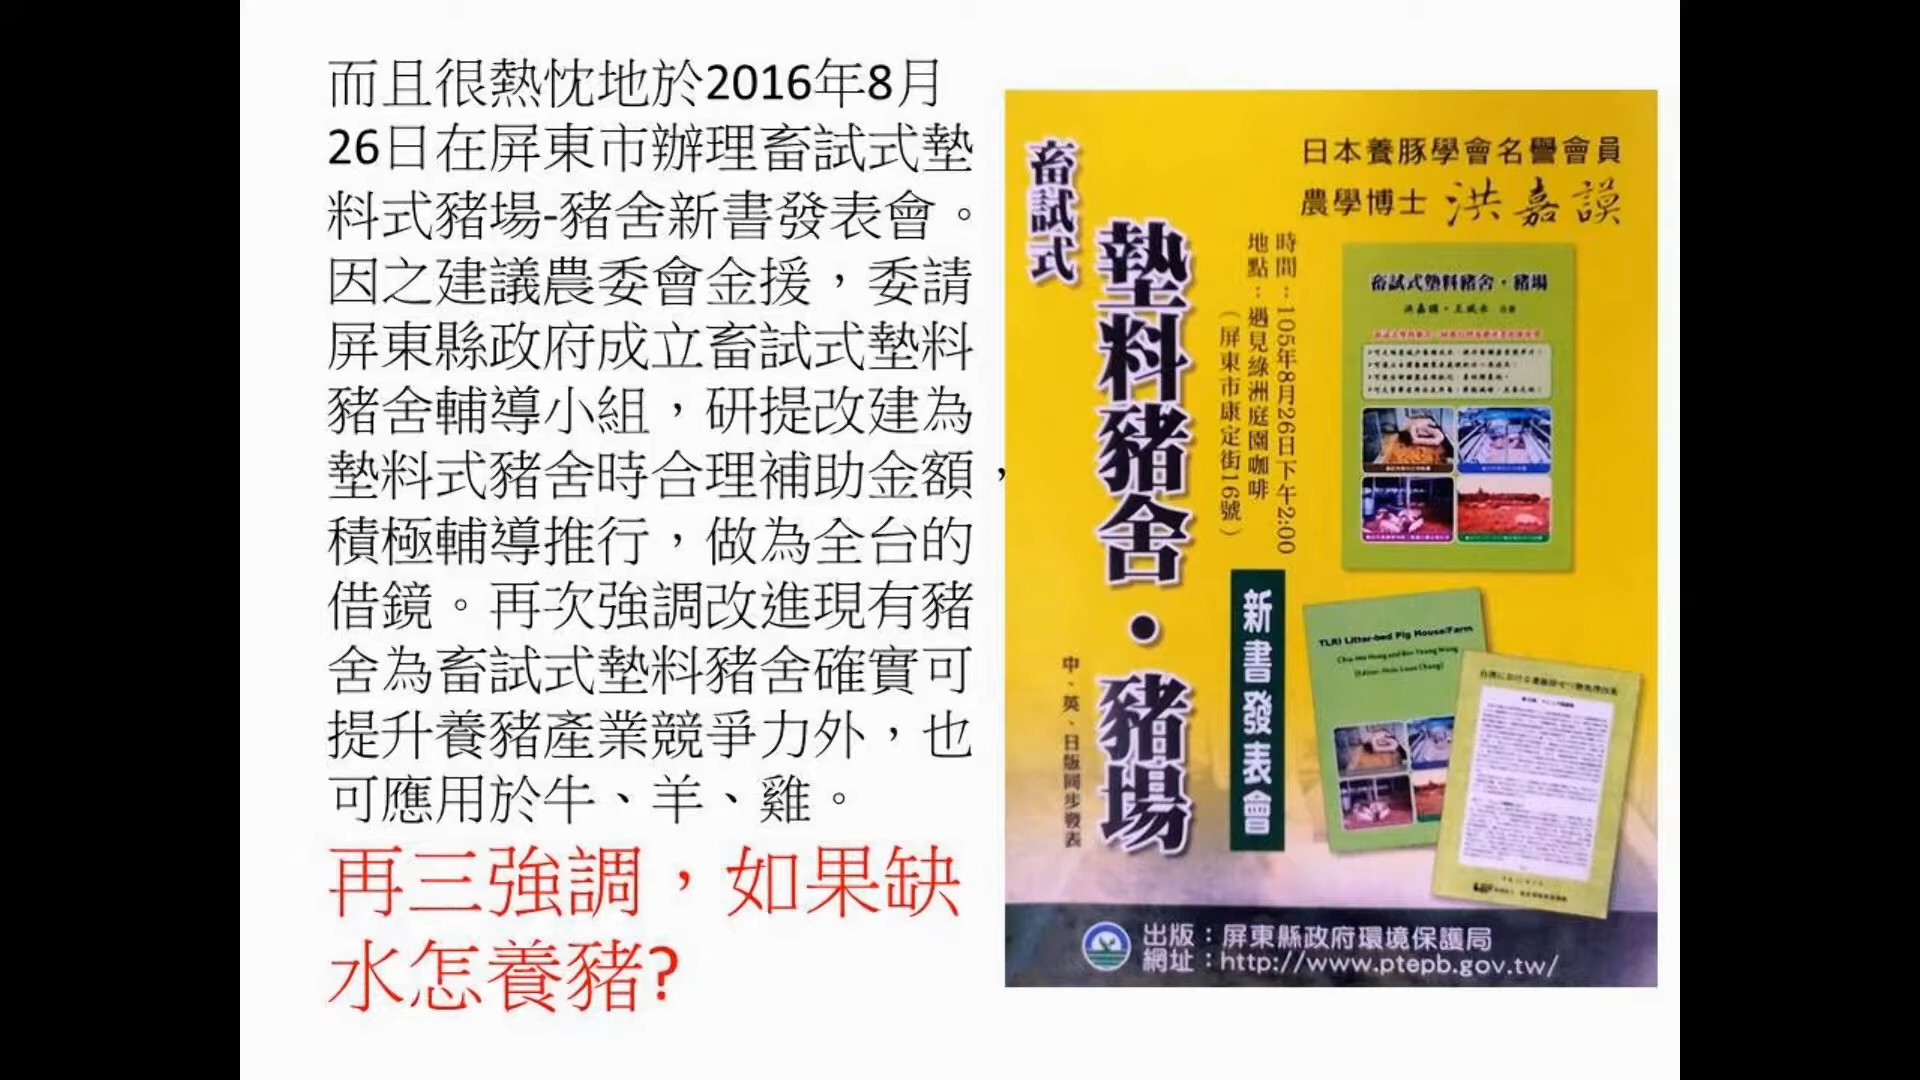 而且很熱忱地於2016年8月
26日在屏東市辦理畜試式墊
料式豬場-豬舍新書發表會。
因之建議農委會金援，委請
屏東縣政府成立畜試式墊料
豬舍輔導小組，研提改建為
墊料式豬舍時合理補助金額，
積極輔導推行，做為全台的
借鏡。再次強調改進現有豬
舍為畜試式墊料豬舍確實可
提升養豬產業競爭力外，也
可應用於牛、羊、雞。
再三強調，如果缺
水怎養豬?
日本養豚學會名譽會員
農學博士 洪嘉謨
時間：105年8月26日下午2:00
地點：遇見綠洲庭園咖啡
（屏東市康定街16號）
畜試式
墊料豬舍・豬場
新書發表會
中、英、日版同步發表
畜試式墊料豬舍・豬場
TLRI Litter-bed Pig House/Farm
出版：屏東縣政府環境保護局
網址：http://www.ptepb.gov.tw/